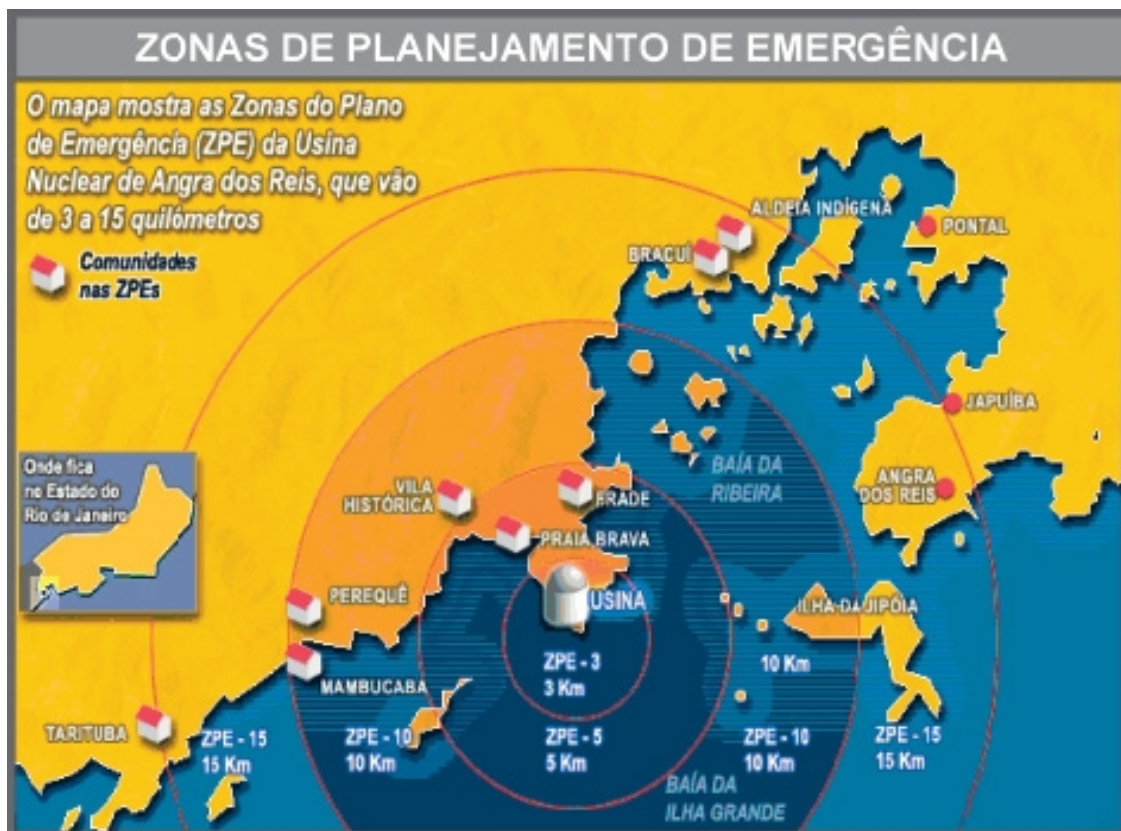 ZONAS DE PLANEJAMENTO DE EMERGÊNCIA
O mapa mostra as Zonas do Plano
de Emergência (ZPE) da Usina
Nuclear de Angra dos Reis, que vão
de 3 a 15 quilômetros
Comunidades
nas ZPEs
ALDEIA INDÍGENA
PONTAL
BRACUÍ
JAPUÍBA
Onde fica
no Estado do
Rio de Janeiro
BAÍA DA
RIBEIRA
ANGRA
DOS REIS
VILA
HISTÓRICA
FRADE
PRAIA BRAVA
PEREQUÊ
USINA
ILHA DA JIPÓIA
ZPE - 3
3 Km
10 Km
MAMBUCABA
TARITUBA
ZPE - 15
15 Km
ZPE - 10
10 Km
ZPE - 5
5 Km
ZPE - 10
10 Km
ZPE - 15
15 Km
BAÍA DA
ILHA GRANDE